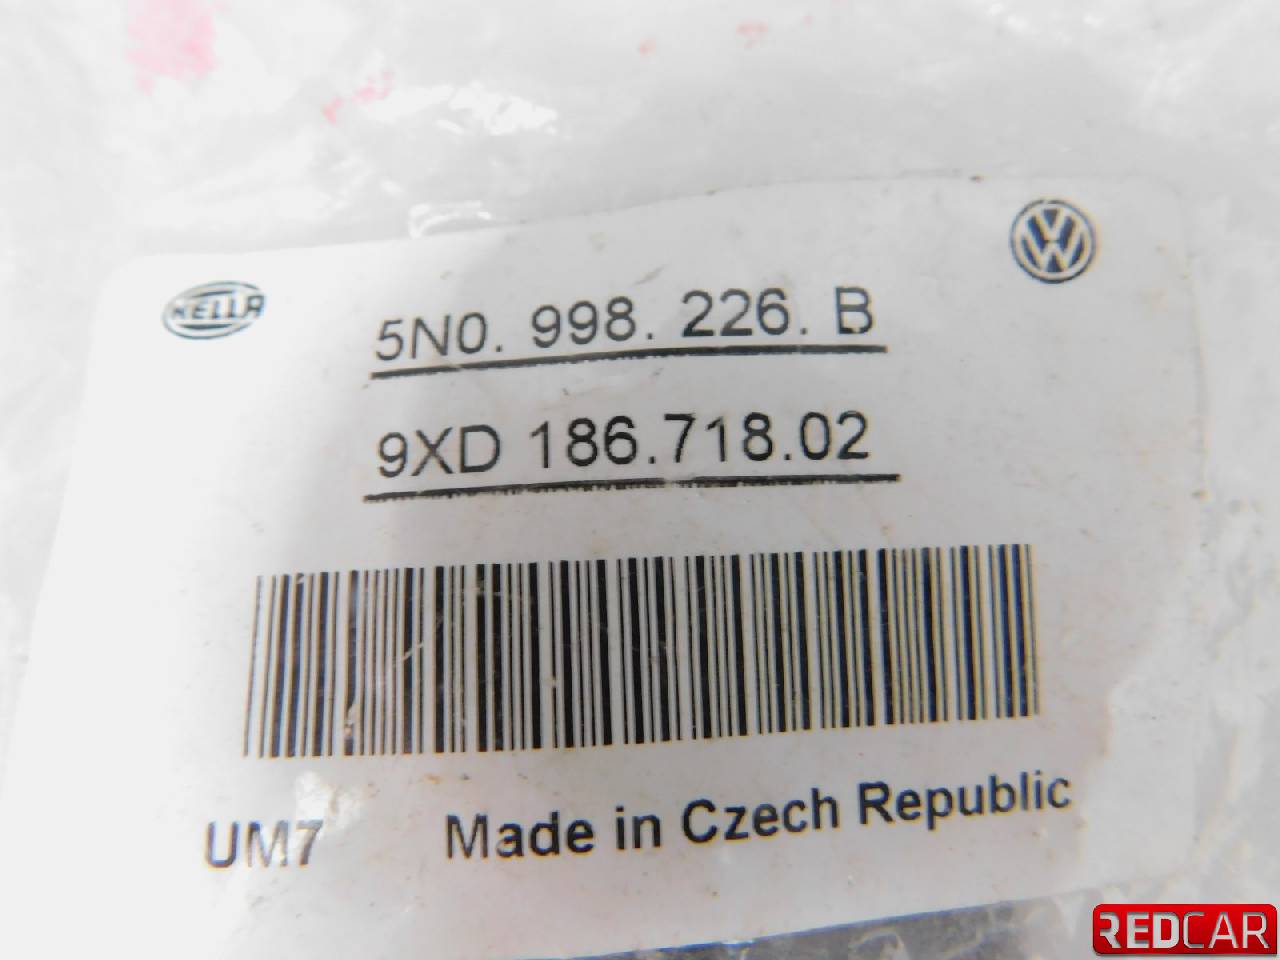 HELLA
5N0. 998. 226. B
9XD 186.718.02
UM7 Made in Czech Republic
REDCAR